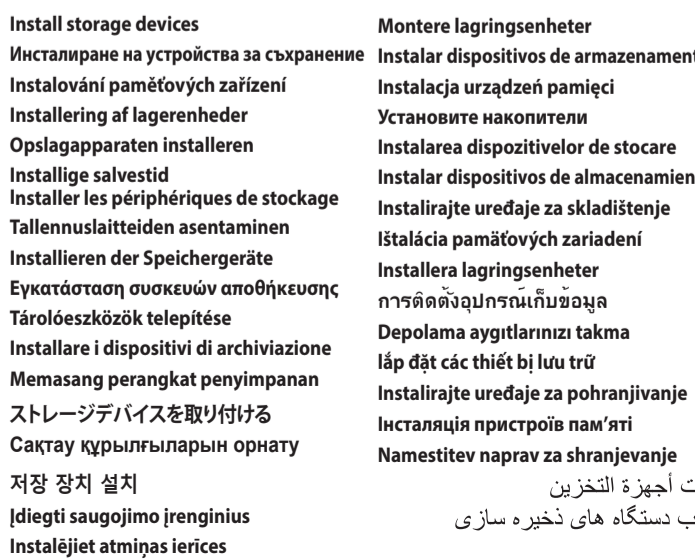 Install storage devices
Инсталиране на устройства за съхранение
Instalování paměťových zařízení
Installering af lagerenheder
Opslagapparaten installeren
Installige salvestid
Installer les périphériques de stockage
Tallennuslaitteiden asentaminen
Installieren der Speichergeräte
Εγκατάσταση συσκευών αποθήκευσης
Tárolóeszközök telepítése
Installare i dispositivi di archiviazione
Memasang perangkat penyimpanan
ストレージデバイスを取り付ける
Сақтау құрылғыларын орнату
저장 장치 설치
Įdiegti saugojimo įrenginius
Instalējiet atmiņas ierīces
Montere lagringsenheter
Instalar dispositivos de
Instalacja urządzeń pamięci
Установите накопители
Instalarea dispozitivelor de stocare
Instalar dispositivos de
Instalirajte uređaje za skladištenje
Ištalácia pamäťových zariadení
Installera lagringsenheter
การติดตั้งอุปกรณ์เก็บข้อมูล
Depolama aygıtlarınızı takma
lắp đặt các thiết bị lưu trữ
Instalirajte uređaje za pohranjivanje
Інсталяція пристроїв пам’яті
Namestitev naprav za shranjevanje
أجهزة التخزين
دستگاه های ذخیره سازی